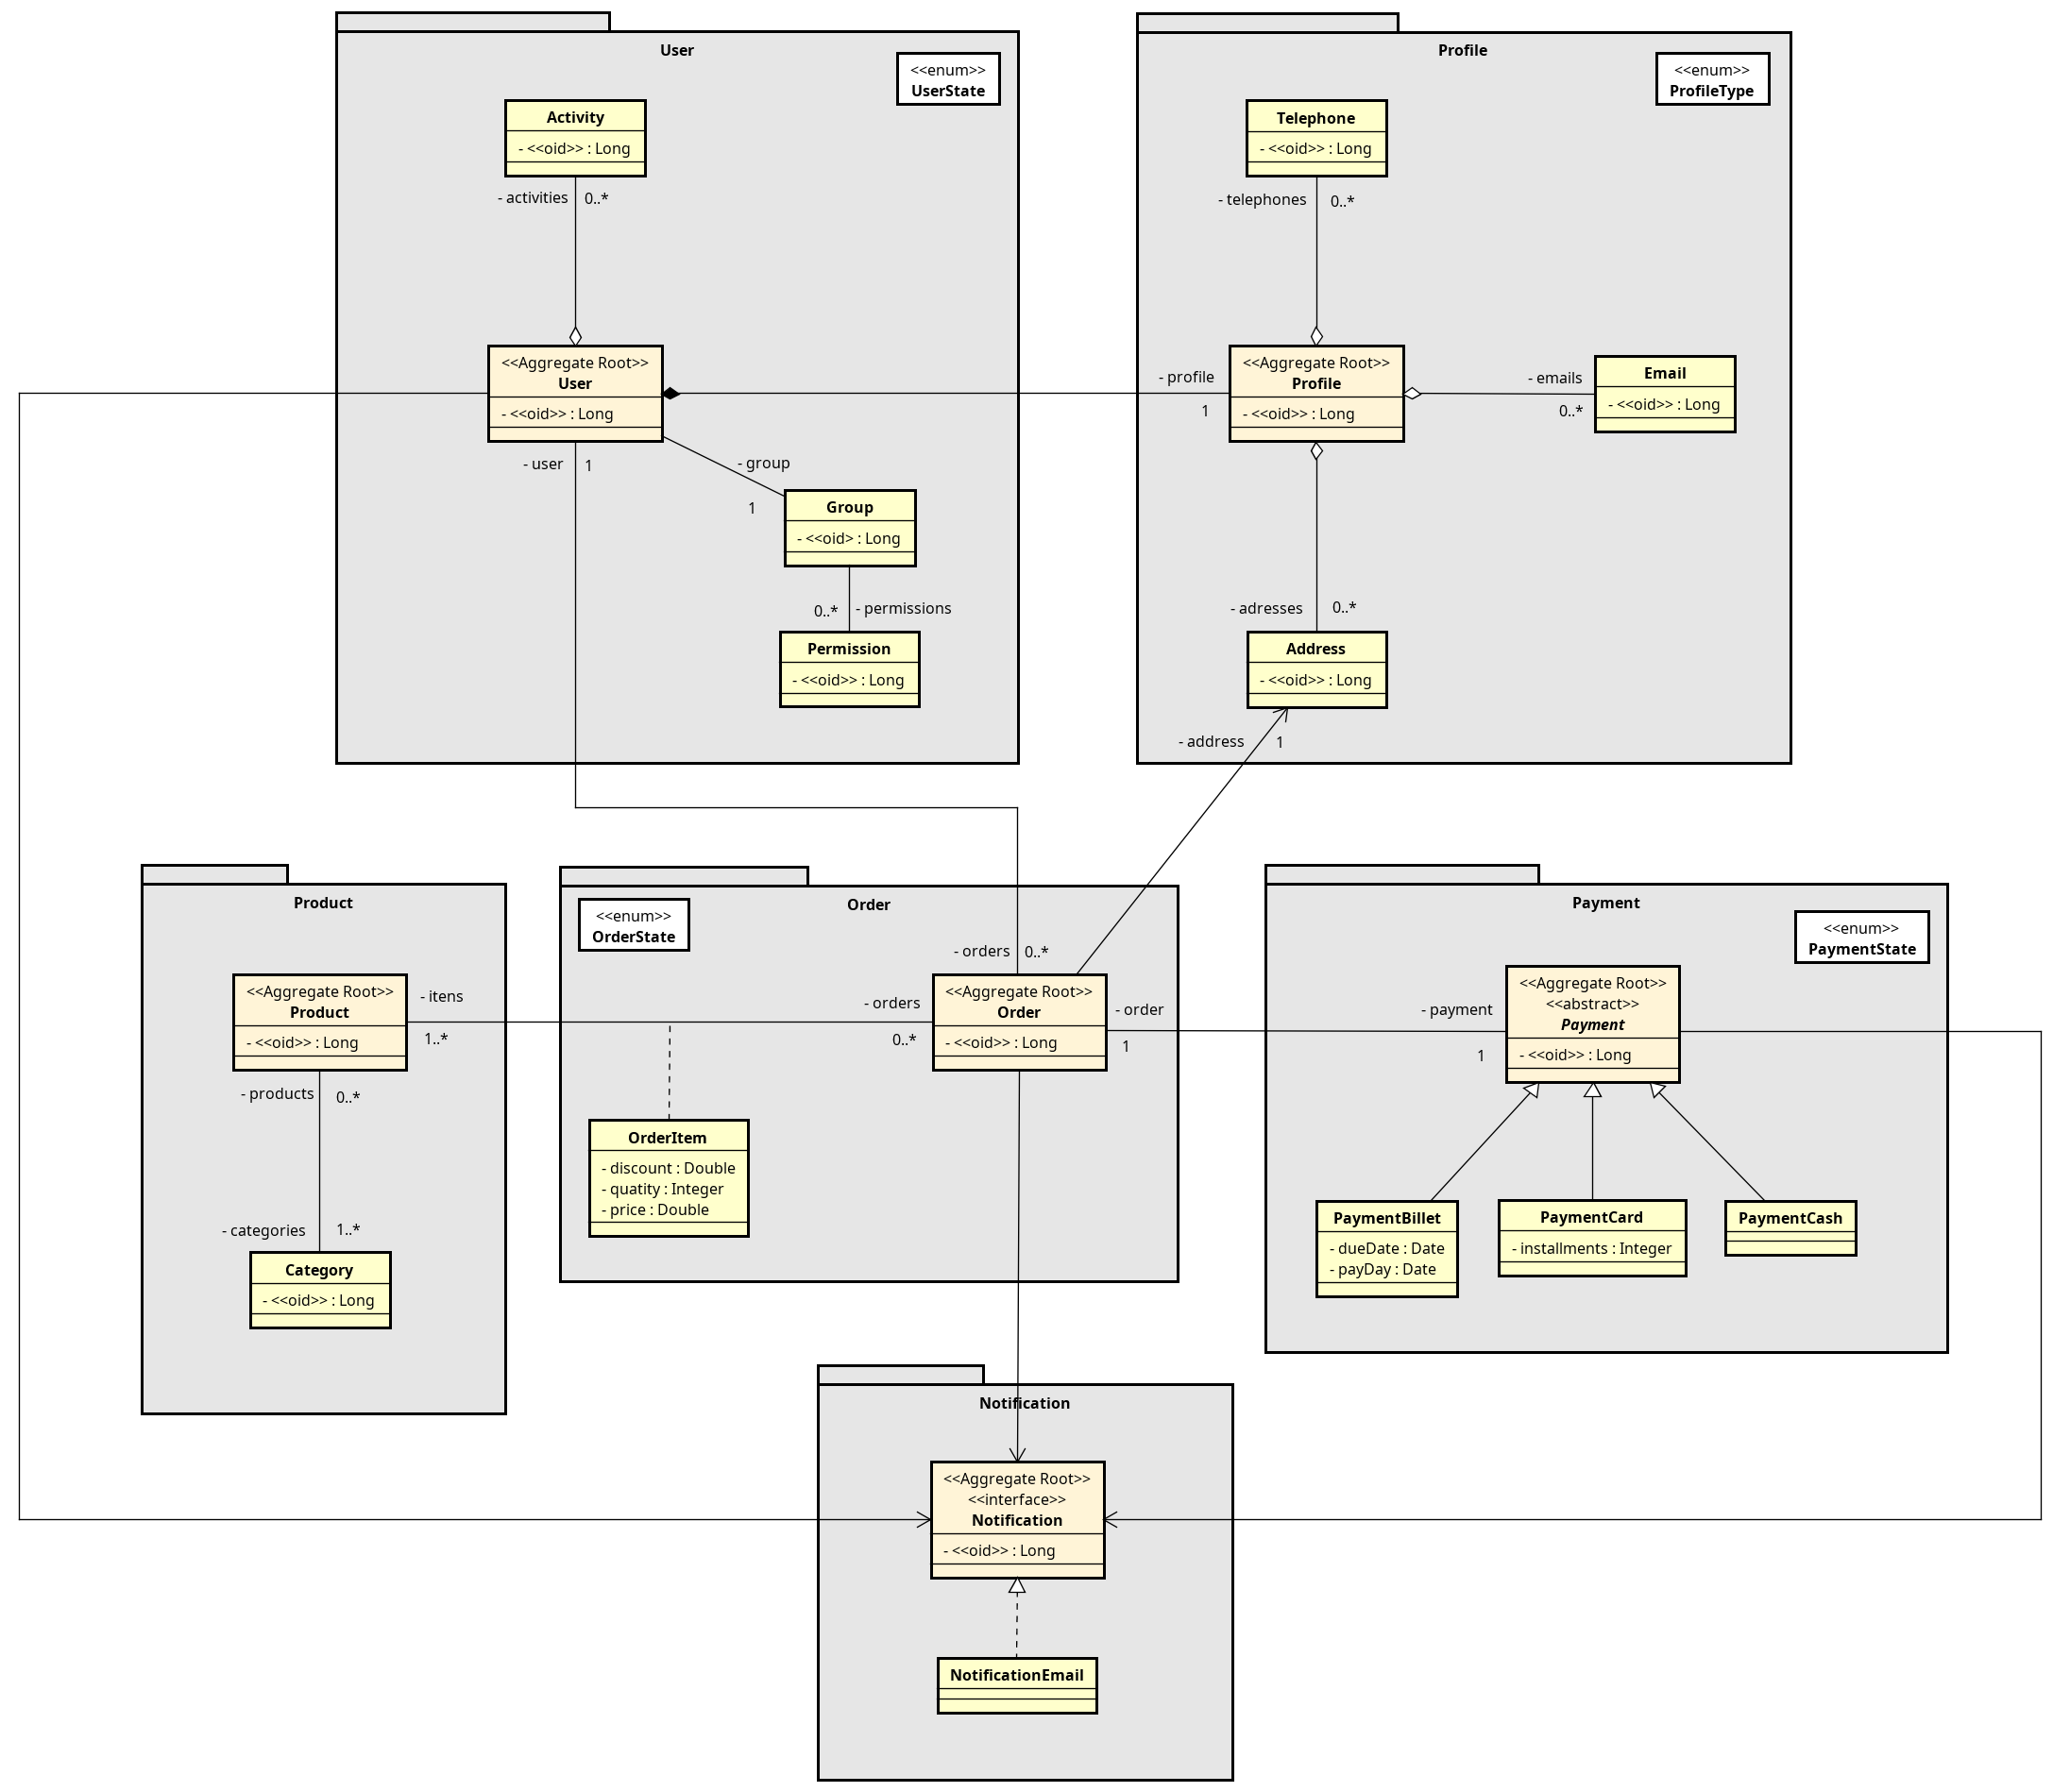 User
<<enum>>
UserState
Activity
- <<oid>> : Long
- activities
0..*
<<Aggregate Root>>
User
- <<oid>> : Long
- user
1
- group
1
Group
- <<oid> : Long
0..*
- permissions
Permission
- <<oid>> : Long
Profile
<<enum>>
ProfileType
Telephone
- <<oid>> : Long
- telephones
0..*
- profile
1
<<Aggregate Root>>
Profile
- <<oid>> : Long
- emails
0..*
Email
- <<oid>> : Long
- adresses
0..*
Address
- <<oid>> : Long
- address
1
Product
<<Aggregate Root>>
Product
- <<oid>> : Long
- itens
1..*
- products
0..*
- categories
1..*
Category
- <<oid>> : Long
Order
<<enum>>
OrderState
- orders
0..*
- orders
0..*
<<Aggregate Root>>
Order
- <<oid>> : Long
- order
1
OrderItem
- discount : Double
- quatity : Integer
- price : Double
Payment
<<enum>>
PaymentState
- payment
1
<<Aggregate Root>>
<<abstract>>
Payment
- <<oid>> : Long
PaymentBillet
- dueDate : Date
- payDay : Date
PaymentCard
- installments : Integer
PaymentCash
Notification
<<Aggregate Root>>
<<interface>>
Notification
- <<oid>> : Long
NotificationEmail